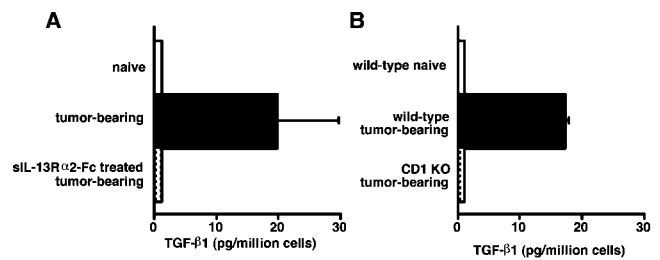 A
naive
tumor-bearing
sIL-13Rα2-Fc treated
tumor-bearing
0
10
20
30
TGF-β1 (pg/million cells)
B
wild-type naive
wild-type
tumor-bearing
CD1 KO
tumor-bearing
0
10
20
30
TGF-β1 (pg/million cells)